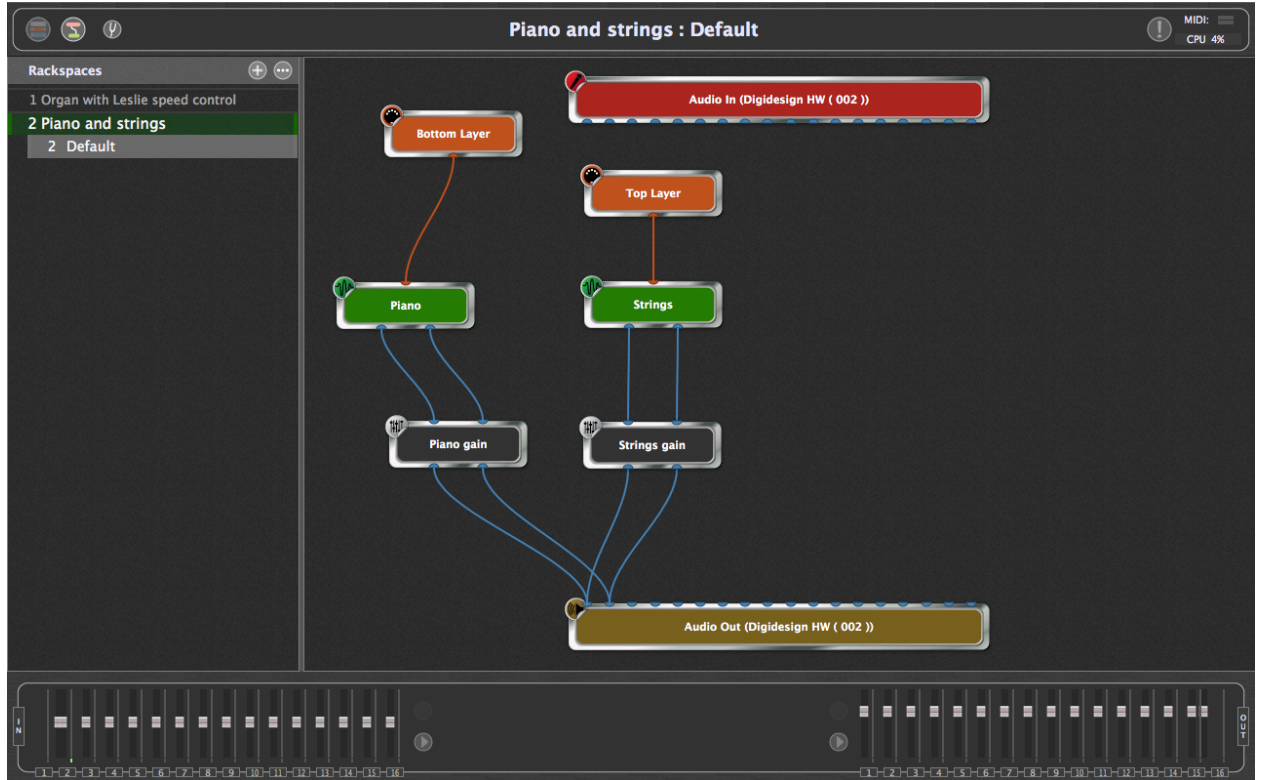 Piano and strings : Default
MIDI:
CPU 4%
Rackspaces
1 Organ with Leslie speed control
2 Piano and strings
2 Default
Audio In (Digidesign HW ( 002 ))
Bottom Layer
Top Layer
Piano
Strings
Piano gain
Strings gain
Audio Out (Digidesign HW ( 002 ))
IN
OUT
1 2 3 4 5 6 7 8 9 10 11 12 13 14 15 16
1 2 3 4 5 6 7 8 9 10 11 12 13 14 15 16